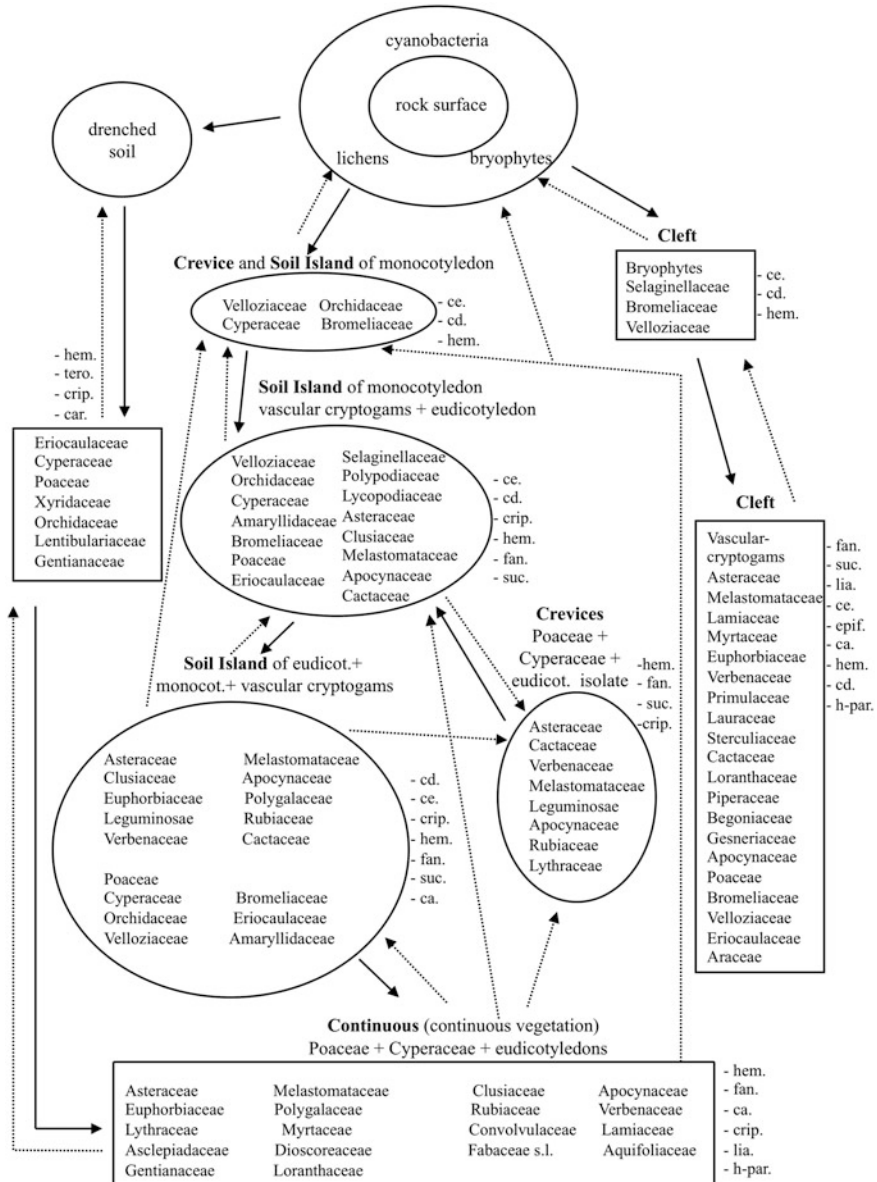 cyanobacteria
rock surface
lichens
bryophytes
drenched
soil
Cleft
Bryophytes
Selaginellaceae
Bromeliaceae
Velloziaceae
- ce.
- cd.
- hem.
Crevice and Soil Island of monocotyledon
Velloziaceae Orchidaceae
Cyperaceae Bromeliaceae
- ce.
- cd.
- hem.
- hem.
- tero.
- crip.
- car.
Eriocaulaceae
Cyperaceae
Poaceae
Xyridaceae
Orchidaceae
Lentibulariaceae
Gentianaceae
Soil Island of monocotyledon
vascular cryptogams + eudicotyledon
Velloziaceae
Orchidaceae
Cyperaceae
Amaryllidaceae
Bromeliaceae
Poaceae
Eriocaulaceae
Selaginellaceae
Polypodiaceae
Lycopodiaceae
Asteraceae
Clusiaceae
Melastomataceae
Apocynaceae
Cactaceae
- ce.
- cd.
- crip.
- hem.
- fan.
- suc.
Cleft
Vascular-
cryptogams
Asteraceae
Melastomataceae
Lamiaceae
Myrtaceae
Euphorbiaceae
Verbenaceae
Primulaceae
Lauraceae
Sterculiaceae
Cactaceae
Loranthaceae
Piperaceae
Begoniaceae
Gesneriaceae
Apocynaceae
Poaceae
Bromeliaceae
Velloziaceae
Eriocaulaceae
Araceae
- fan.
- suc.
- lia.
- ce.
- epif.
- ca.
- hem.
- cd.
- h-par.
Crevices
Poaceae +
Cyperaceae +
eudicot. isolate
-hem.
- fan.
- suc.
-crip.
Asteraceae
Cactaceae
Verbenaceae
Melastomataceae
Leguminosae
Apocynaceae
Rubiaceae
Lythraceae
Soil Island of eudicot.+
monocot.+ vascular cryptogams
Asteraceae Melastomataceae
Clusiaceae Apocynaceae
Euphorbiaceae Polygalaceae
Leguminosae Rubiaceae
Verbenaceae Cactaceae
Poaceae
Cyperaceae Bromeliaceae
Orchidaceae Eriocaulaceae
Velloziaceae Amaryllidaceae
- cd.
- ce.
- crip.
- hem.
- fan.
- suc.
- ca.
Continuous (continuous vegetation)
Poaceae + Cyperaceae + eudicotyledons
Asteraceae Melastomataceae Clusiaceae Apocynaceae
Euphorbiaceae Polygalaceae Rubiaceae Verbenaceae
Lythraceae Myrtaceae Convolvulaceae Lamiaceae
Asclepiadaceae Dioscoreaceae Fabaceae s.l. Aquifoliaceae
Gentianaceae Loranthaceae
- hem.
- fan.
- ca.
- crip.
- lia.
- h-par.